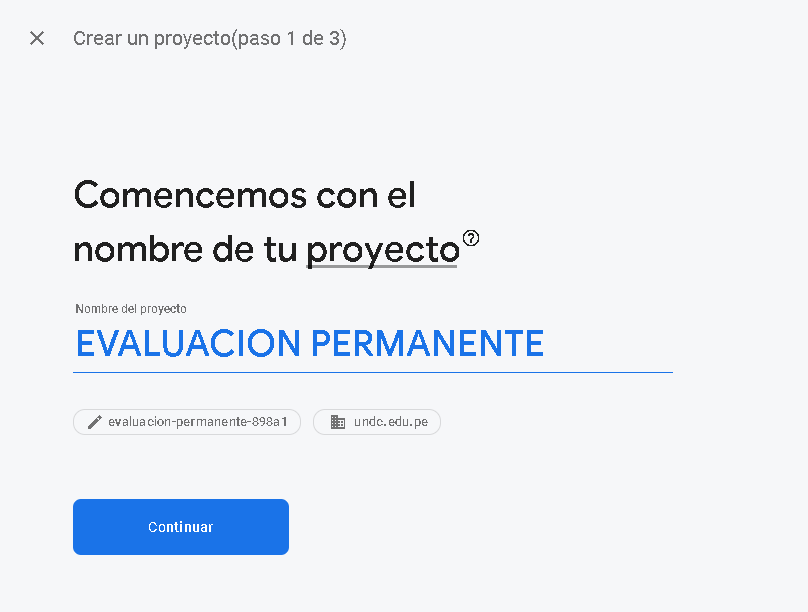 Crear un proyecto(paso 1 de 3)
Comencemos con el
nombre de tu proyecto
Nombre del proyecto
EVALUACION PERMANENTE
evaluacion-permanente-898a1
undc.edu.pe
Continuar